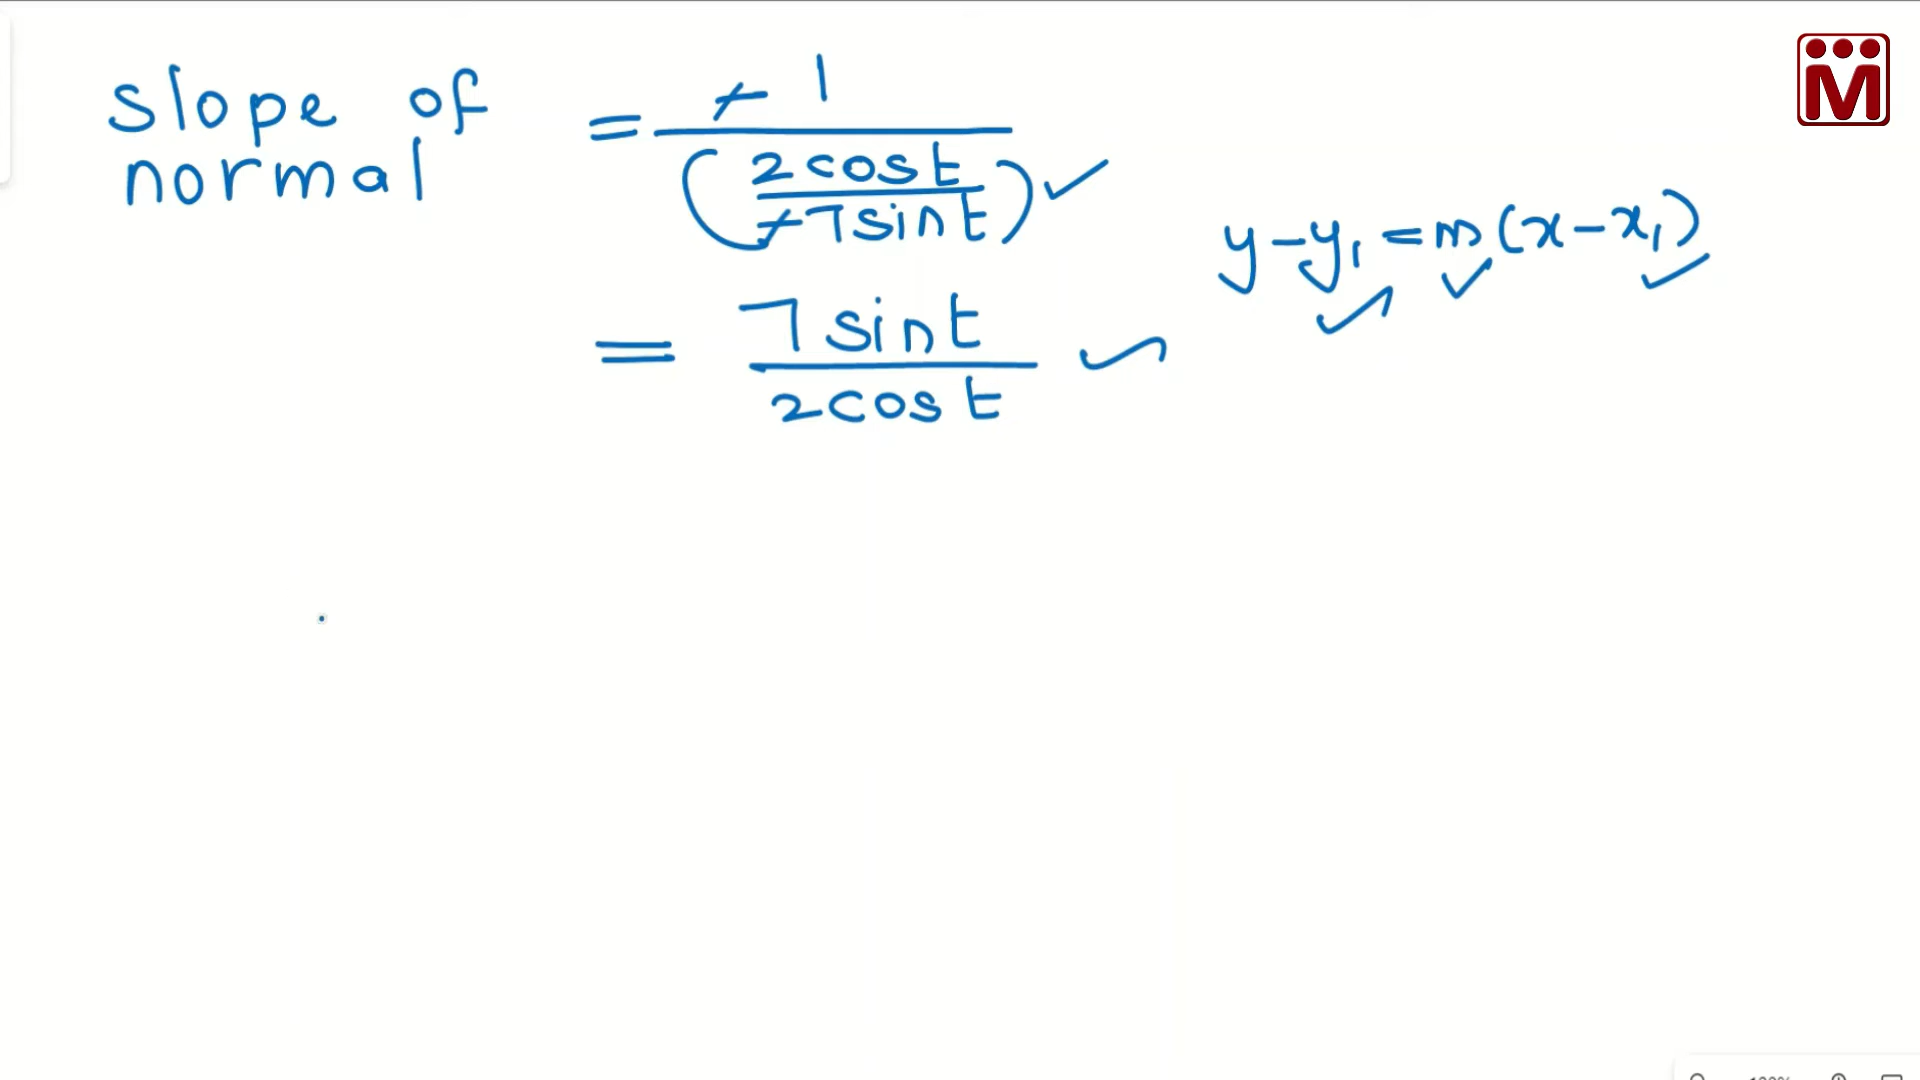 slope of normal = -1 / (2cost / -7sint)
y - y₁ = m(x - x₁)
= 7sint / 2cost
M